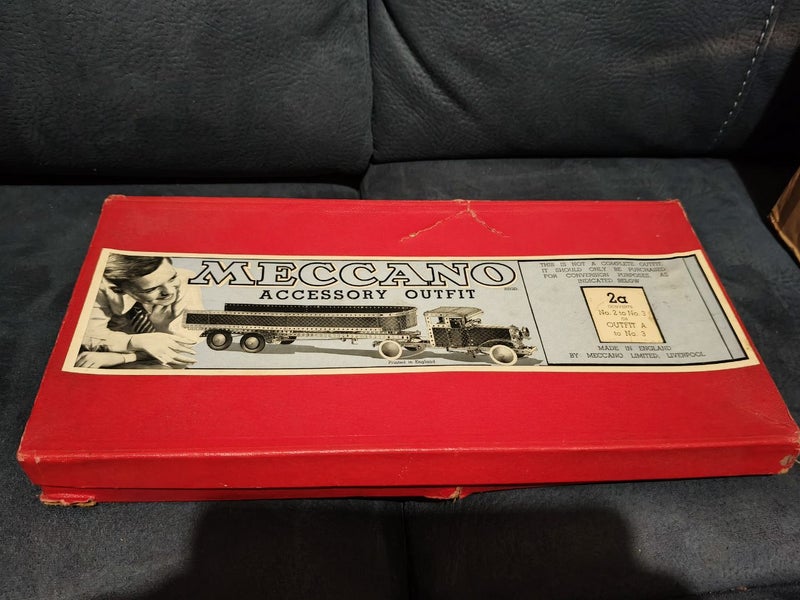 MECCANO
REGD.
ACCESSORY OUTFIT
Printed in England
THIS IS NOT A COMPLETE OUTFIT.
IT SHOULD ONLY BE PURCHASED
FOR CONVERSION PURPOSES, AS
INDICATED BELOW
2a
CONVERTS
No. 2 to No. 3
OR
OUTFIT A
to No. 3
MADE IN ENGLAND
BY MECCANO LIMITED, LIVERPOOL